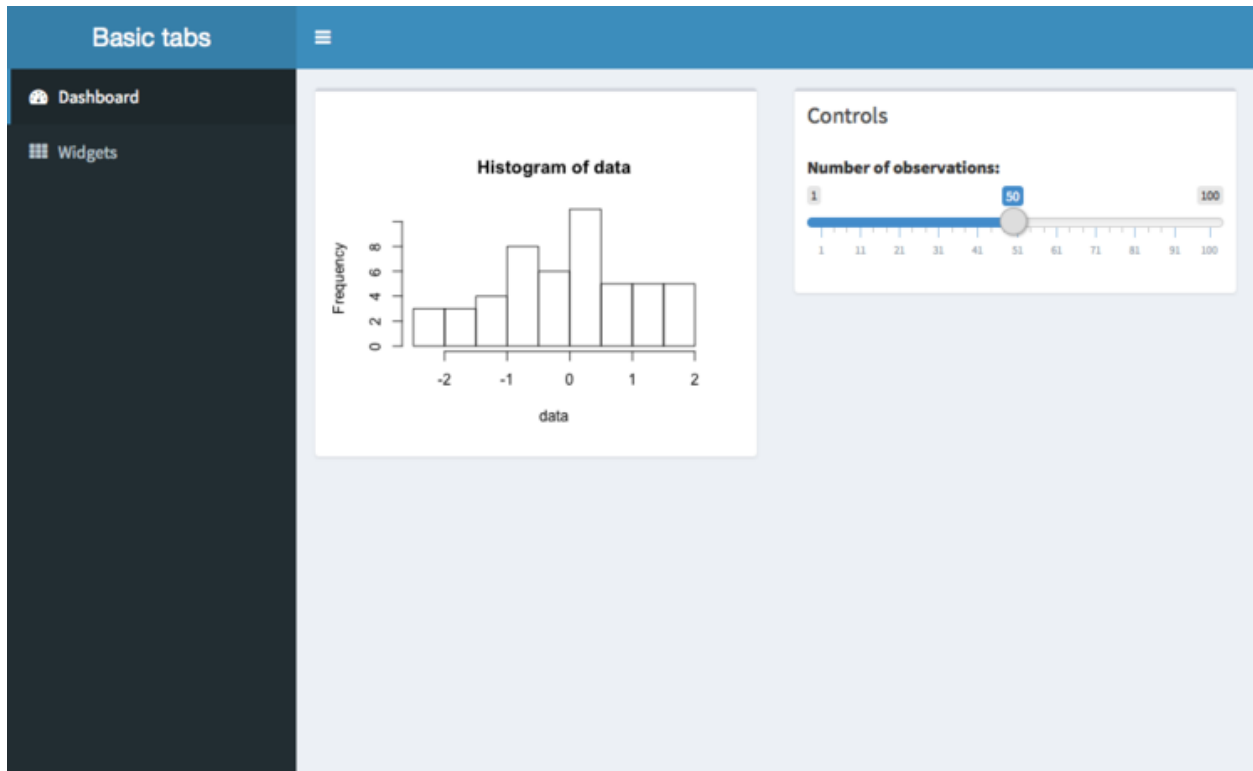 Basic tabs
Dashboard
Widgets
Histogram of data
Frequency
8
6
4
2
0
-2 -1 0 1 2
data
Controls
Number of observations:
1 50 100
1 11 21 31 41 51 61 71 81 91 100